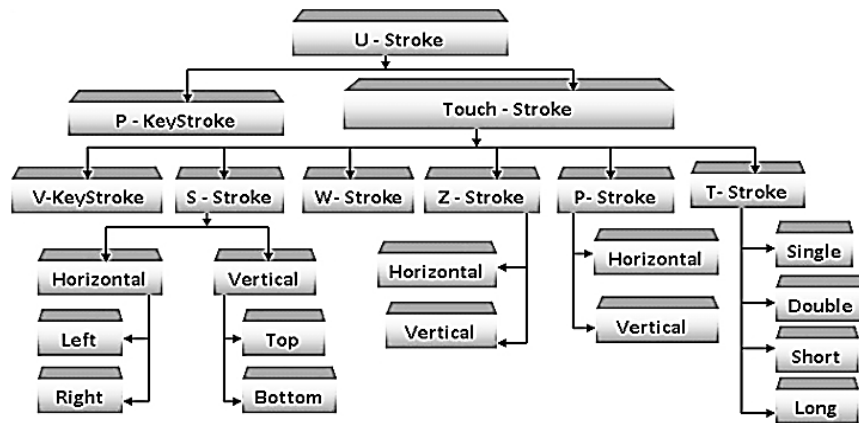 U - Stroke
P - KeyStroke
Touch - Stroke
V-KeyStroke
S - Stroke
W- Stroke
Z - Stroke
P- Stroke
T- Stroke
Horizontal
Left
Right
Vertical
Top
Bottom
Horizontal
Vertical
Horizontal
Vertical
Single
Double
Short
Long